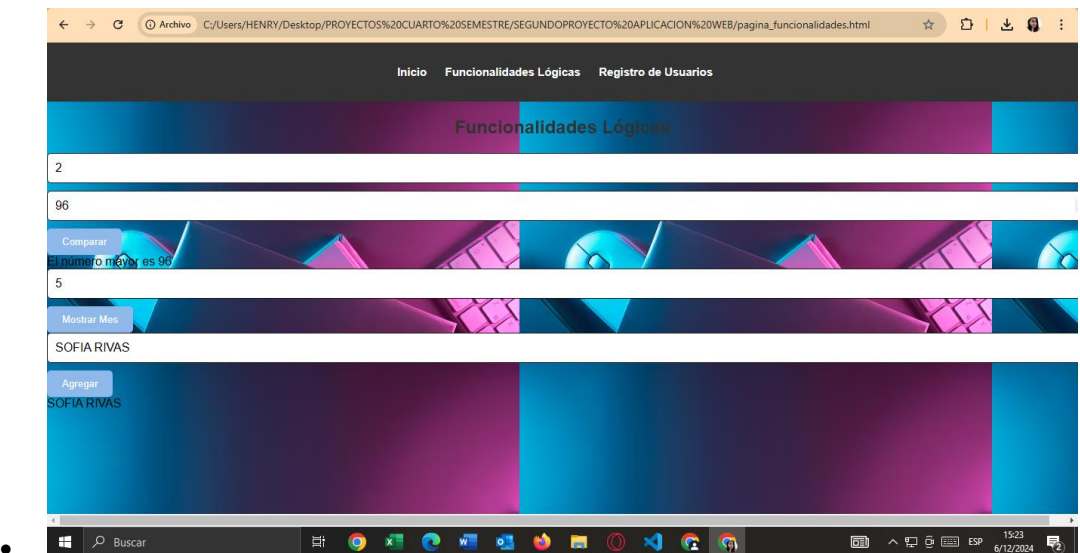 Archivo C:/Users/HENRY/Desktop/PROYECTOS%20CUARTO%20SEMESTRE/SEGUNDOPROYECTO%20APLICACION%20WEB/pagina_funcionalidades.html
Inicio Funcionalidades Lógicas Registro de Usuarios
Funcionalidades Lógicas
2
96
Comparar
El número mayor es 96
5
Mostrar Mes
SOFIA RIVAS
Agregar
SOFIA RIVAS
Buscar ESP 15:23
6/12/2024